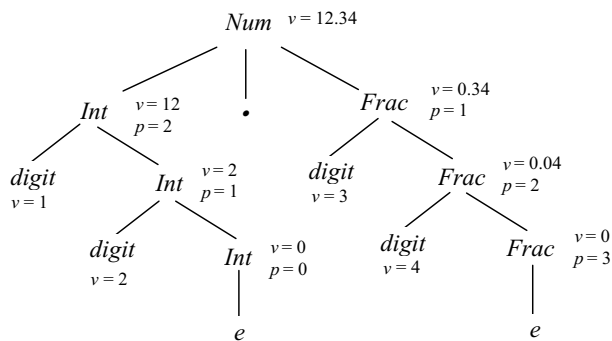 Num v = 12.34
Int v = 12 p = 2
.
Frac v = 0.34 p = 1
digit v = 1
Int v = 2 p = 1
digit v = 3
Frac v = 0.04 p = 2
digit v = 2
Int v = 0 p = 0
digit v = 4
Frac v = 0 p = 3
e
e